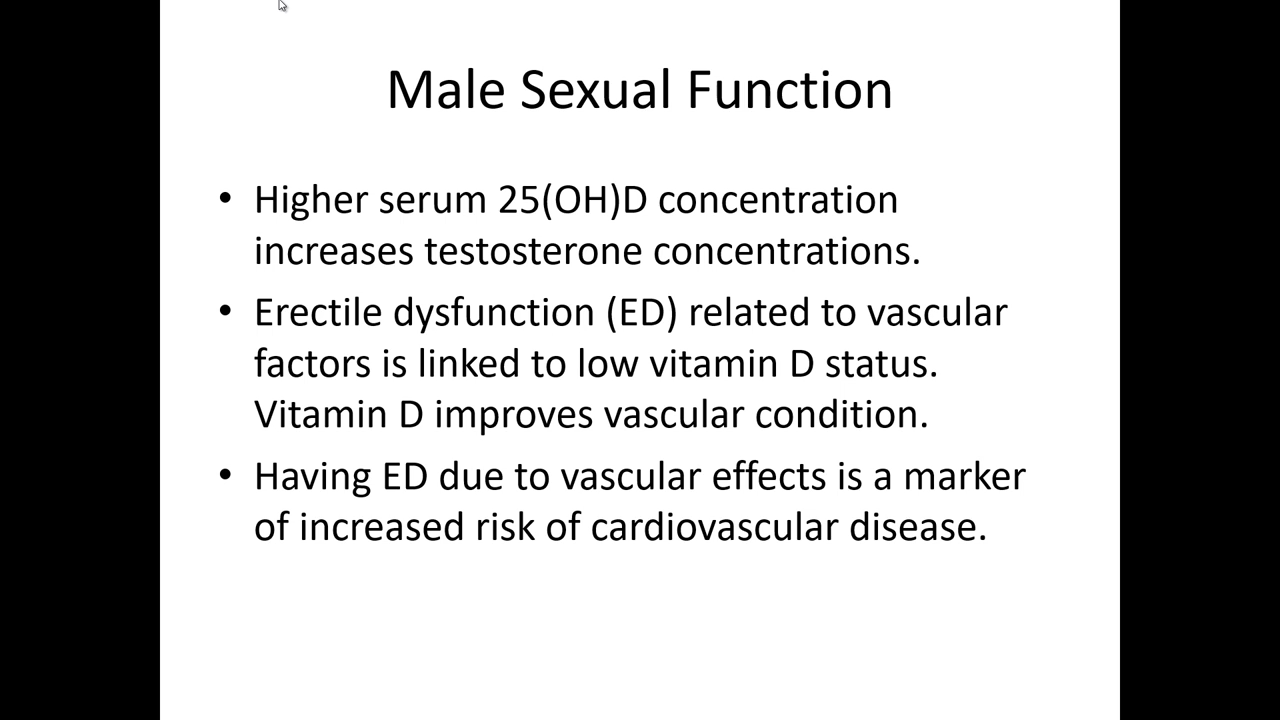 Male Sexual Function
• Higher serum 25(OH)D concentration
increases testosterone concentrations.
• Erectile dysfunction (ED) related to vascular
factors is linked to low vitamin D status.
Vitamin D improves vascular condition.
• Having ED due to vascular effects is a marker
of increased risk of cardiovascular disease.